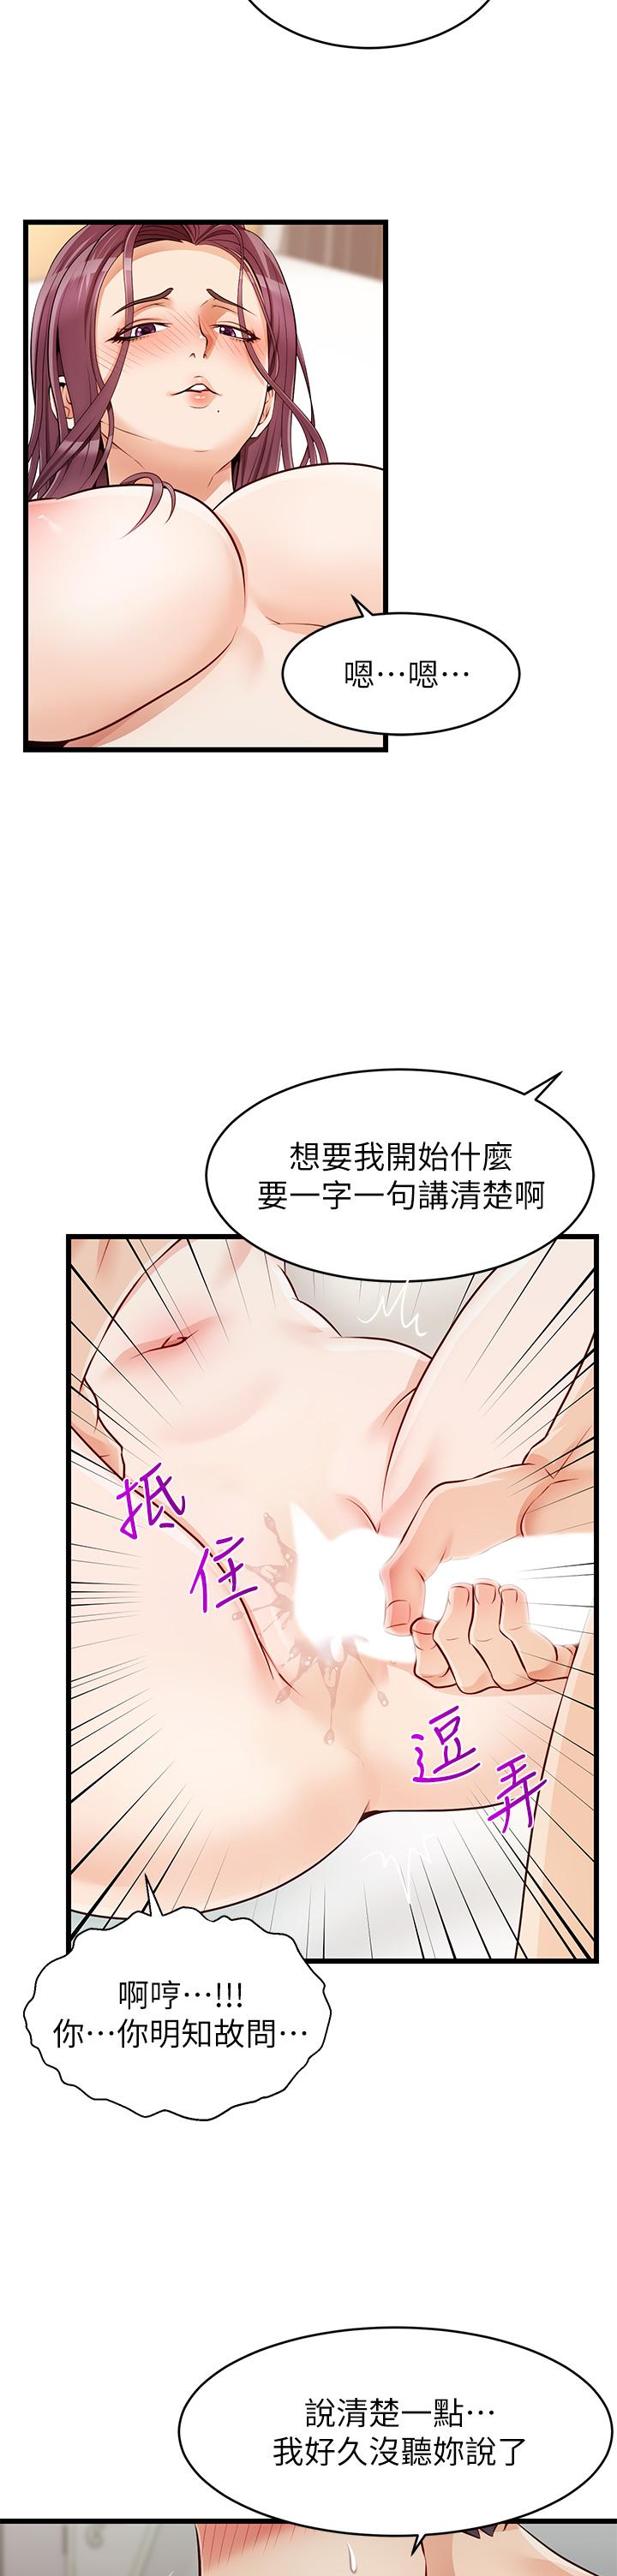 嗯⋯嗯⋯
想要我開始什麼
要一字一句講清楚啊
抵住
逗弄
啊哼⋯!!!
你⋯你明知故問⋯
說清楚一點⋯
我好久沒聽妳說了